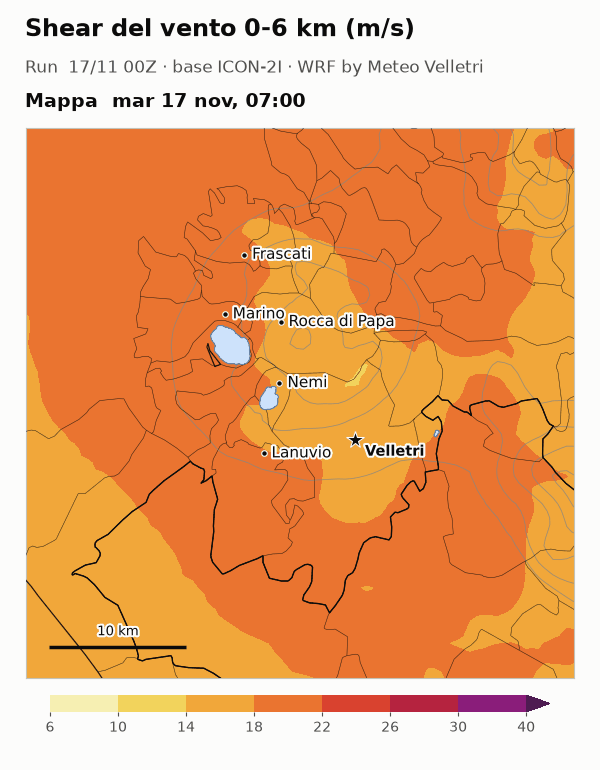 Shear del vento 0-6 km (m/s)
Run  17/11 00Z · base ICON-2I · WRF by Meteo Velletri
Mappa  mar 17 nov, 07:00
Frascati
Marino
Rocca di Papa
Nemi
Velletri
Lanuvio
10 km
6 10 14 18 22 26 30 40